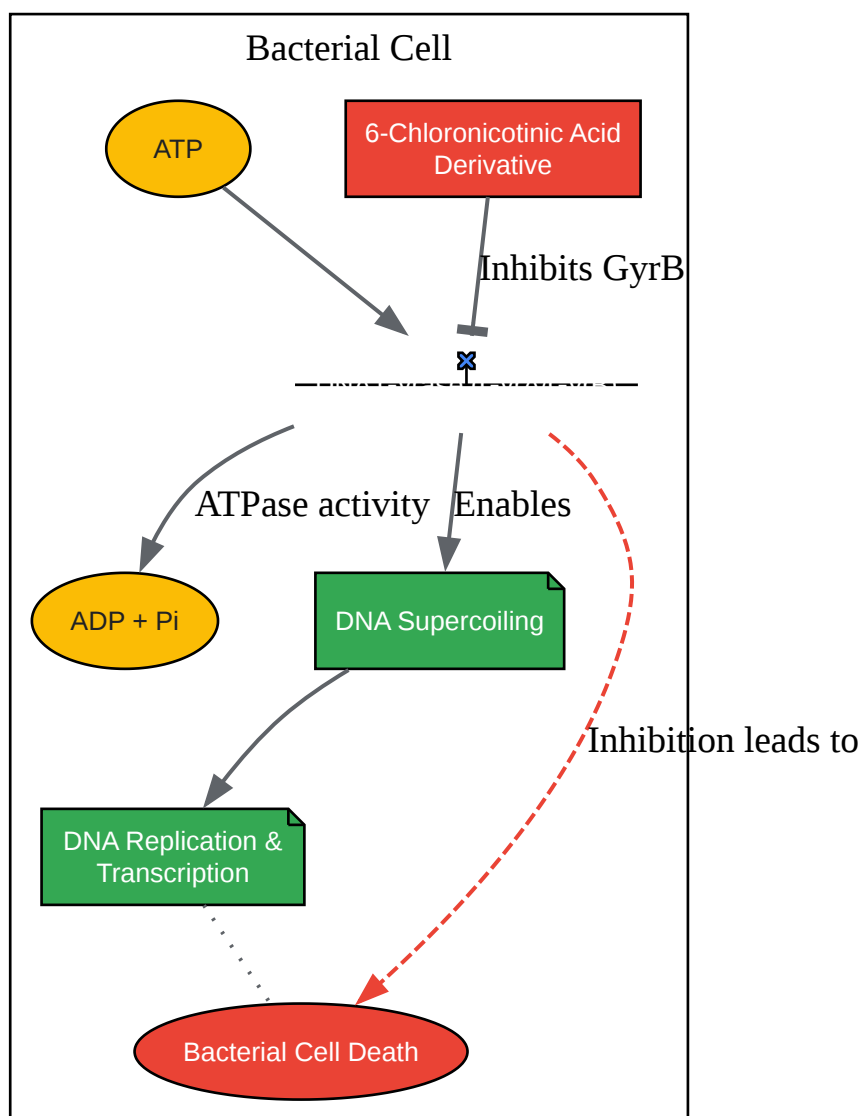 Bacterial Cell
ATP
6-Chloronicotinic Acid
Derivative
Inhibits GyrB
ATPase activity
Enables
ADP + Pi
DNA Supercoiling
Inhibition leads to
DNA Replication &
Transcription
Bacterial Cell Death